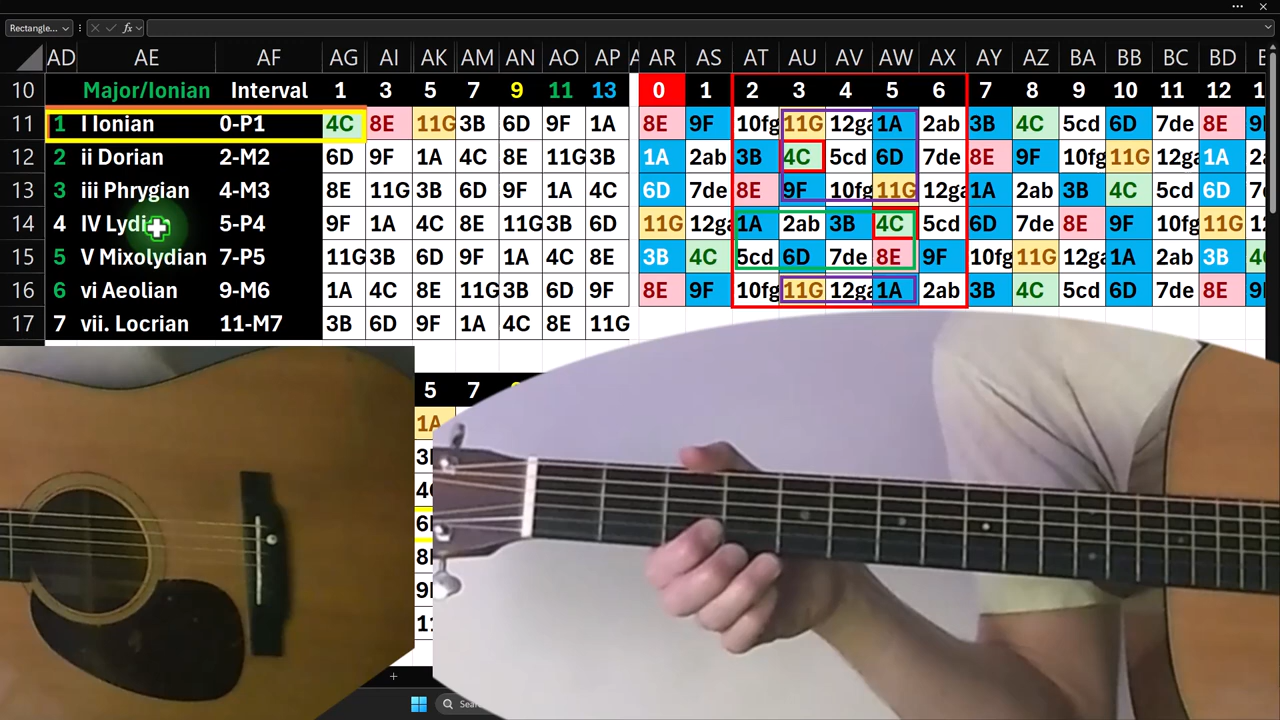 Rectangle... fx
AD AE AF AG AI AK AM AN AO AP AR AS AT AU AV AW AX AY AZ BA BB BC BD
10 Major/Ionian Interval 1 3 5 7 9 11 13 0 1 2 3 4 5 6 7 8 9 10 11 12
11 1 I Ionian 0-P1 4C 8E 11G 3B 6D 9F 1A 8E 9F 10fg 11G 12ga 1A 2ab 3B 4C 5cd 6D 7de 8E
12 2 ii Dorian 2-M2 6D 9F 1A 4C 8E 11G 3B 1A 2ab 3B 4C 5cd 6D 7de 8E 9F 10fg 11G 12ga 1A
13 3 iii Phrygian 4-M3 8E 11G 3B 6D 9F 1A 4C 6D 7de 8E 9F 10fg 11G 12ga 1A 2ab 3B 4C 5cd 6D
14 4 IV Lydian 5-P4 9F 1A 4C 8E 11G 3B 6D 11G 12ga 1A 2ab 3B 4C 5cd 6D 7de 8E 9F 10fg 11G
15 5 V Mixolydian 7-P5 11G 3B 6D 9F 1A 4C 8E 3B 4C 5cd 6D 7de 8E 9F 10fg 11G 12ga 1A 2ab 3B
16 6 vi Aeolian 9-M6 1A 4C 8E 11G 3B 6D 9F 8E 9F 10fg 11G 12ga 1A 2ab 3B 4C 5cd 6D 7de 8E
17 7 vii. Locrian 11-M7 3B 6D 9F 1A 4C 8E 11G
5 7
1A